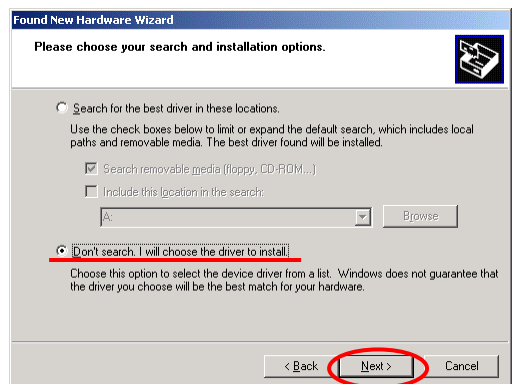 Found New Hardware Wizard
Please choose your search and installation options.
Search for the best driver in these locations.
Use the check boxes below to limit or expand the default search, which includes local
paths and removable media. The best driver found will be installed.
Search removable media (floppy, CD-ROM...)
Include this location in the search:
A:
Browse
Don't search. I will choose the driver to install.
Choose this option to select the device driver from a list. Windows does not guarantee that
the driver you choose will be the best match for your hardware.
< Back
Next >
Cancel